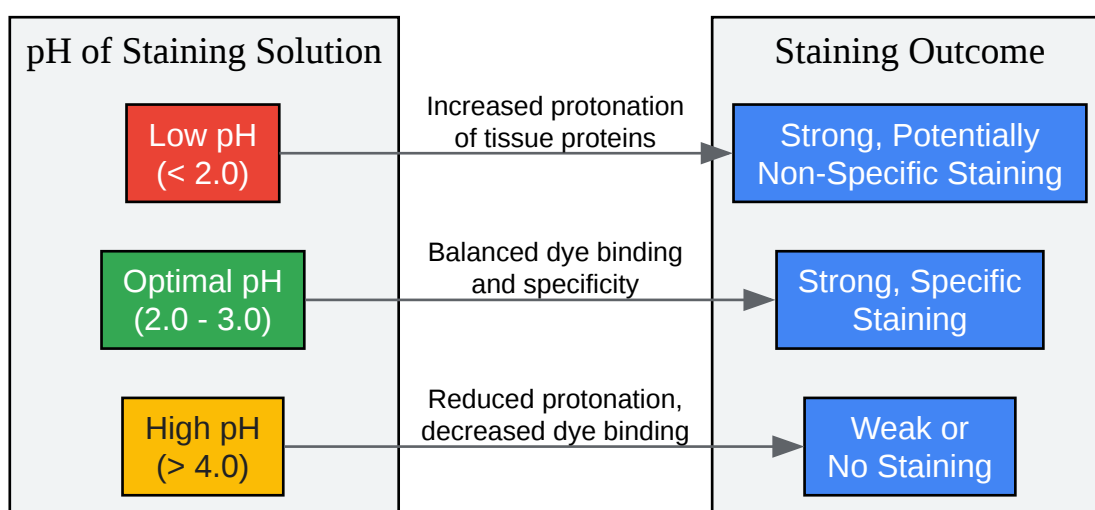 pH of Staining Solution
Staining Outcome
Low pH
(< 2.0)
Increased protonation
of tissue proteins
Strong, Potentially
Non-Specific Staining
Optimal pH
(2.0 - 3.0)
Balanced dye binding
and specificity
Strong, Specific
Staining
High pH
(> 4.0)
Reduced protonation,
decreased dye binding
Weak or
No Staining